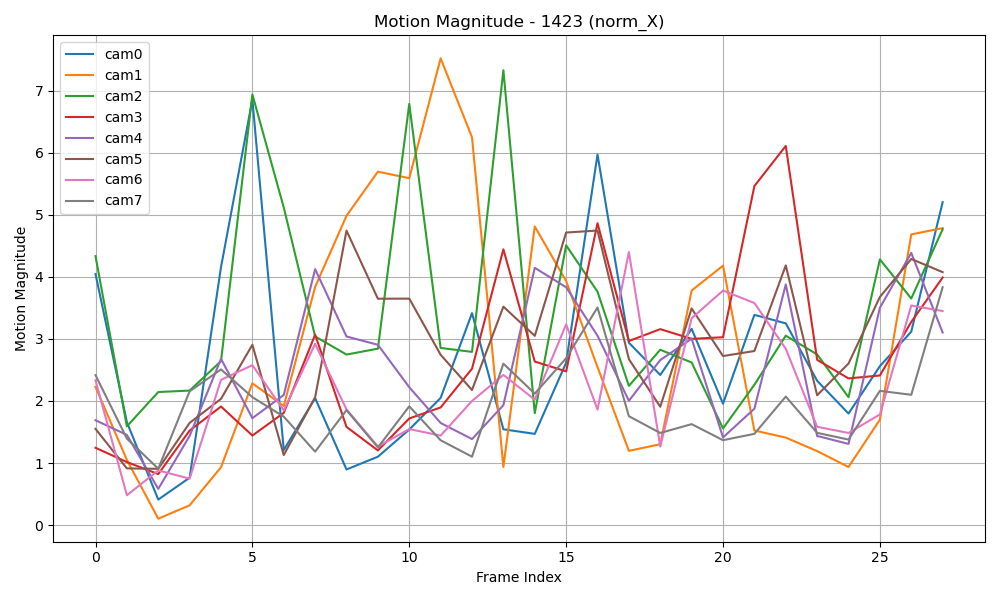 Motion Magnitude - 1423 (norm_X)
cam0
cam1
cam2
cam3
cam4
cam5
cam6
cam7
Motion Magnitude
7
6
5
4
3
2
1
0
0 5 10 15 20 25
Frame Index